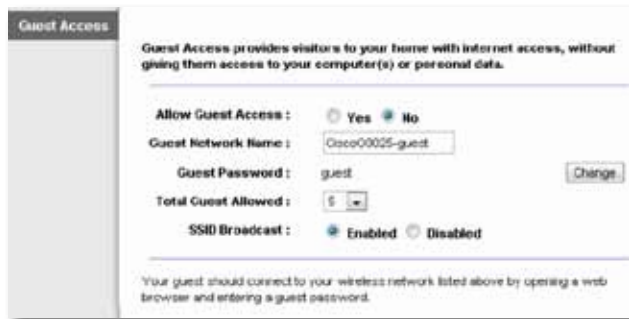 Guest Access
Guest Access provides visitors to your home with internet access, without
giving them access to your computer(s) or personal data.
Allow Guest Access : Yes No
Guest Network Name : Cisco00025-guest
Guest Password : guest Change
Total Guest Allowed : 5
SSID Broadcast : Enabled Disabled
Your guest should connect to your wireless network listed above by opening a web
browser and entering a guest password.